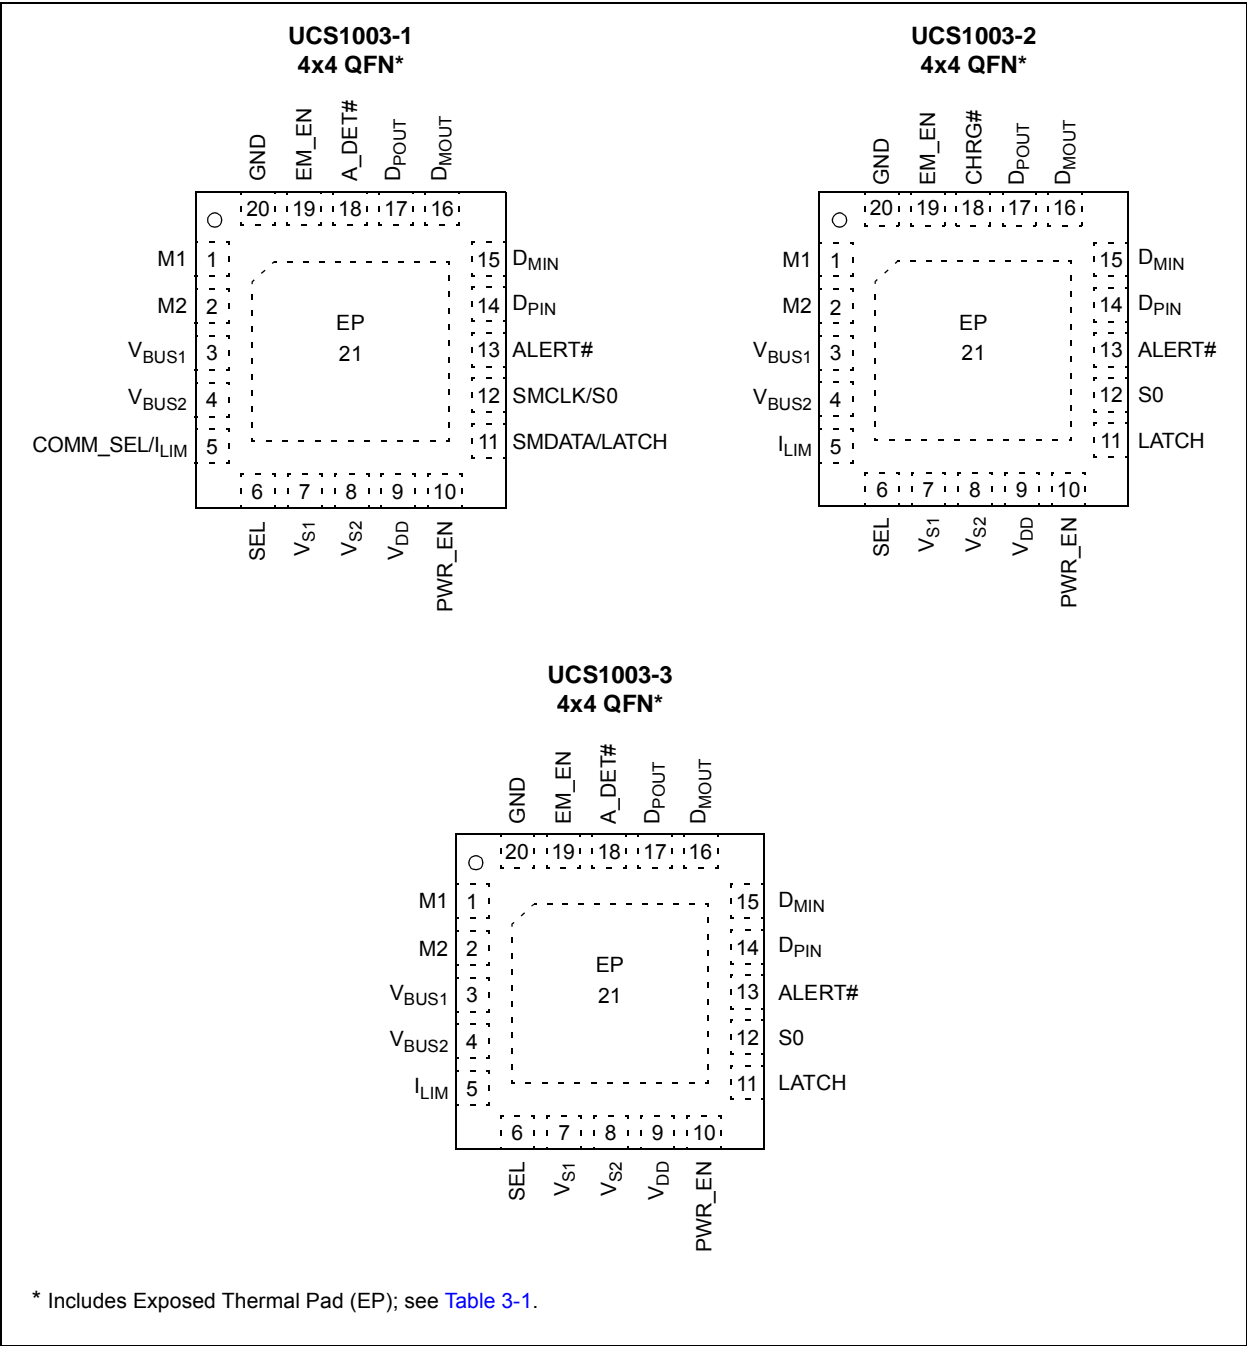 UCS1003-1
4x4 QFN*
GND
EM_EN
A_DET#
DPOUT
DMOUT
20 19 18 17 16
M1 1
M2 2
VBUS1 3
VBUS2 4
COMM_SEL/ILIM 5
EP
21
15 DMIN
14 DPIN
13 ALERT#
12 SMCLK/S0
11 SMDATA/LATCH
6 7 8 9 10
SEL
VS1
VS2
VDD
PWR_EN
UCS1003-2
4x4 QFN*
GND
EM_EN
CHRG#
DPOUT
DMOUT
20 19 18 17 16
M1 1
M2 2
VBUS1 3
VBUS2 4
ILIM 5
EP
21
15 DMIN
14 DPIN
13 ALERT#
12 S0
11 LATCH
6 7 8 9 10
SEL
VS1
VS2
VDD
PWR_EN
UCS1003-3
4x4 QFN*
GND
EM_EN
A_DET#
DPOUT
DMOUT
20 19 18 17 16
M1 1
M2 2
VBUS1 3
VBUS2 4
ILIM 5
EP
21
15 DMIN
14 DPIN
13 ALERT#
12 S0
11 LATCH
6 7 8 9 10
SEL
VS1
VS2
VDD
PWR_EN
* Includes Exposed Thermal Pad (EP); see Table 3-1.